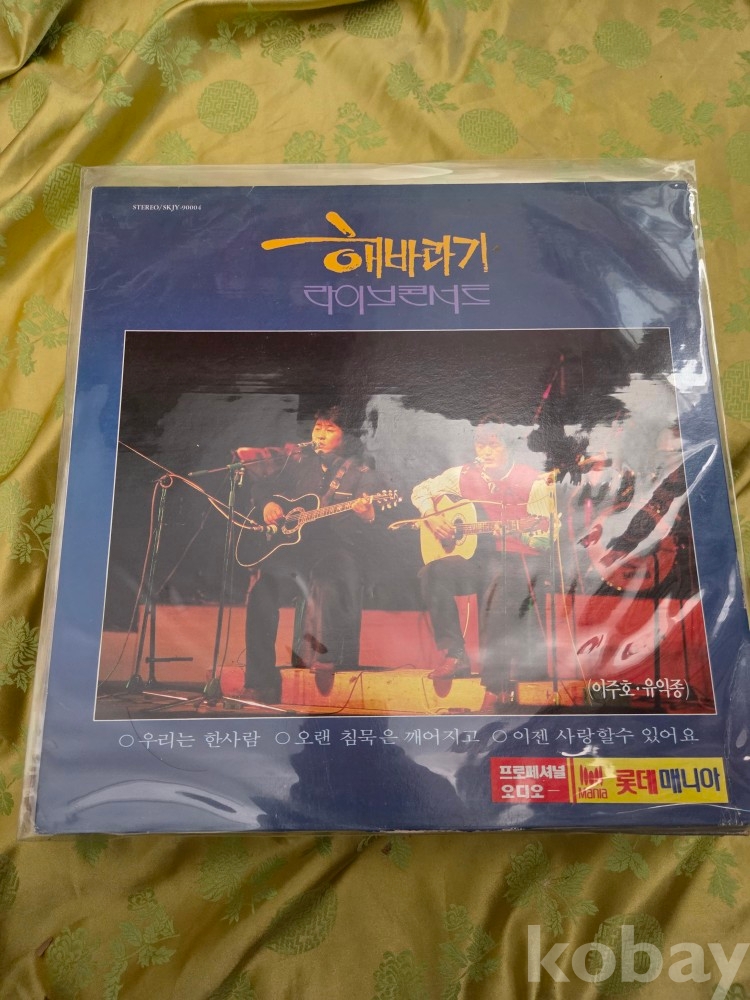 STEREO/SKJY-90004
해바라기
라이브콘서트
(이주호·유익종)
○ 우리는 한사람 ○ 오랜 침묵은 깨어지고 ○ 이젠 사랑할수 있어요
프로페셔널
오디오
Mania
롯데매니아
kobay